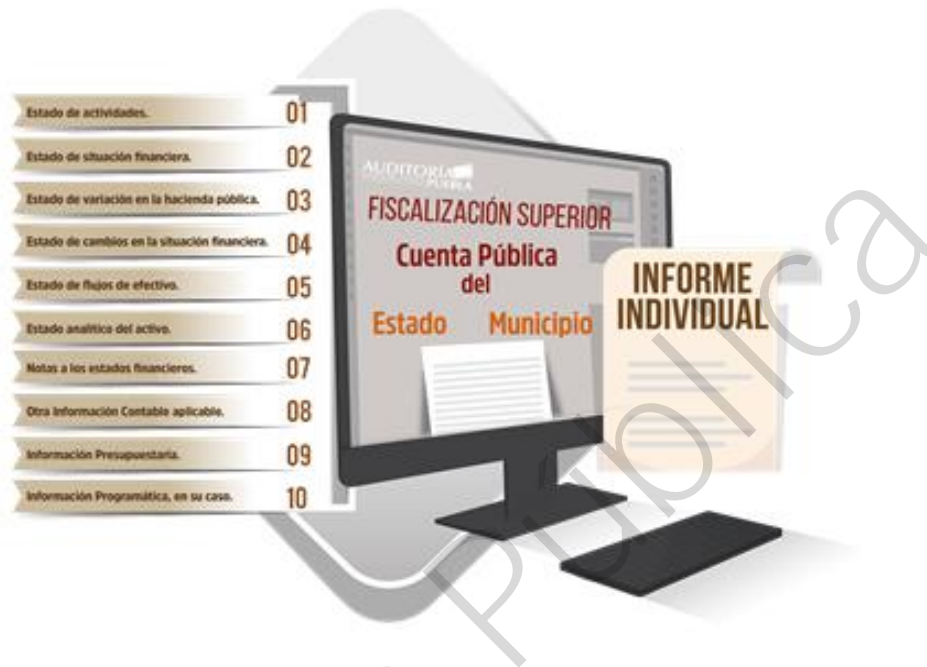 Estado de actividades. 01
Estado de situación financiera. 02
Estado de variación en la hacienda pública. 03
Estado de cambios en la situación financiera. 04
Estado de flujos de efectivo. 05
Estado analítico del activo. 06
Notas a los estados financieros. 07
Otra Información Contable aplicable. 08
Información Presupuestaria. 09
Información Programática, en su caso. 10
AUDITORÍA
PUEBLA
FISCALIZACIÓN SUPERIOR
Cuenta Pública
del
Estado Municipio
INFORME
INDIVIDUAL
Pública